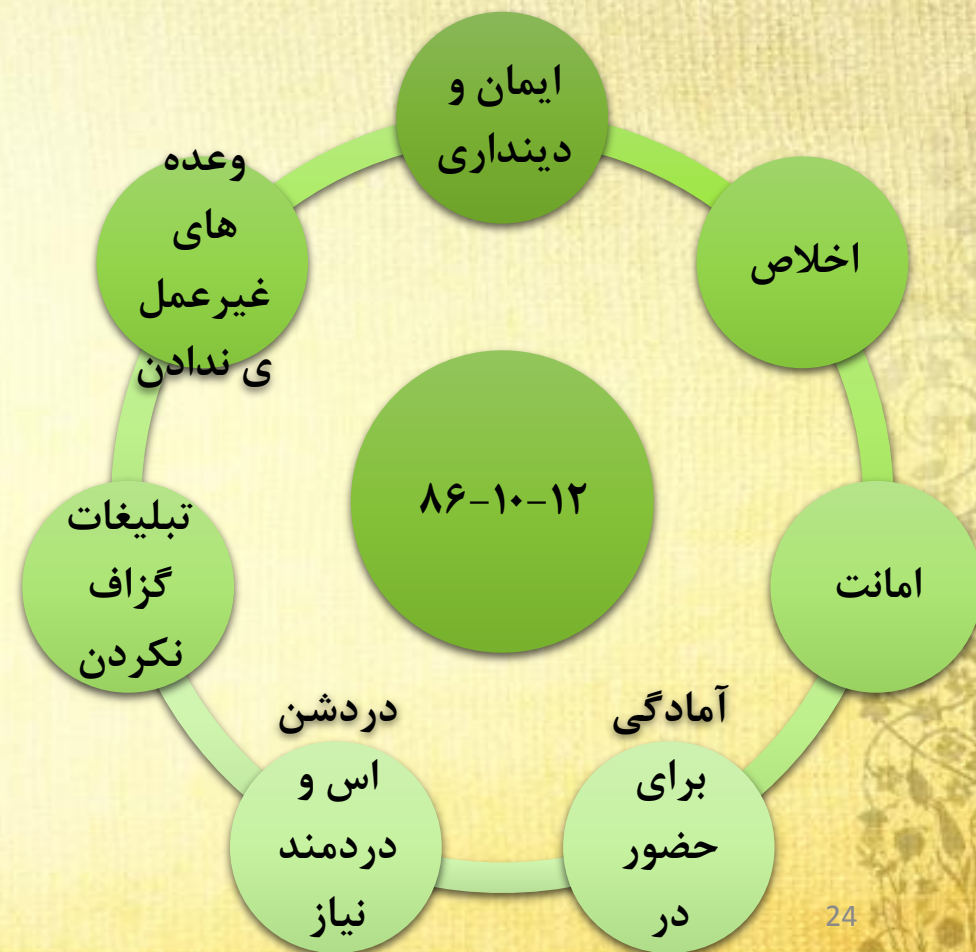 ایمان و
دینداری
اخلاص
امانت
آمادگی
برای
حضور
در
دردشن
اس و
دردمند
نیاز
تبلیغات
گزاف
نکردن
وعده
های
غیرعمل
ی ندادن
۸۶-۱۰-۱۲
24